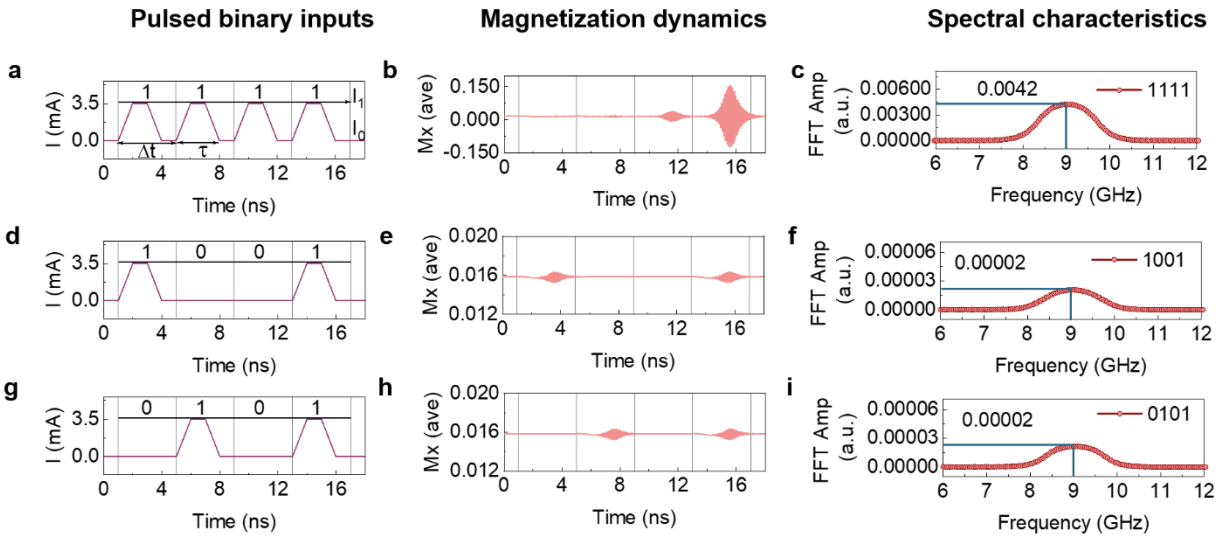 Pulsed binary inputs Magnetization dynamics Spectral characteristics
a
I (mA)
3.5
0.0
1 1 1 1
I1
I0
Δt τ
0 4 8 12 16
Time (ns)
b
Mx (ave)
0.150
0.000
-0.150
0 4 8 12 16
Time (ns)
c
FFT Amp
(a.u.)
0.00600
0.00300
0.00000
0.0042
1111
6 7 8 9 10 11 12
Frequency (GHz)
d
I (mA)
3.5
0.0
1 0 0 1
0 4 8 12 16
Time (ns)
e
Mx (ave)
0.020
0.016
0.012
0 4 8 12 16
Time (ns)
f
FFT Amp
(a.u.)
0.00006
0.00003
0.00000
0.00002
1001
6 7 8 9 10 11 12
Frequency (GHz)
g
I (mA)
3.5
0.0
0 1 0 1
0 4 8 12 16
Time (ns)
h
Mx (ave)
0.020
0.016
0.012
0 4 8 12 16
Time (ns)
i
FFT Amp
(a.u.)
0.00006
0.00003
0.00000
0.00002
0101
6 7 8 9 10 11 12
Frequency (GHz)